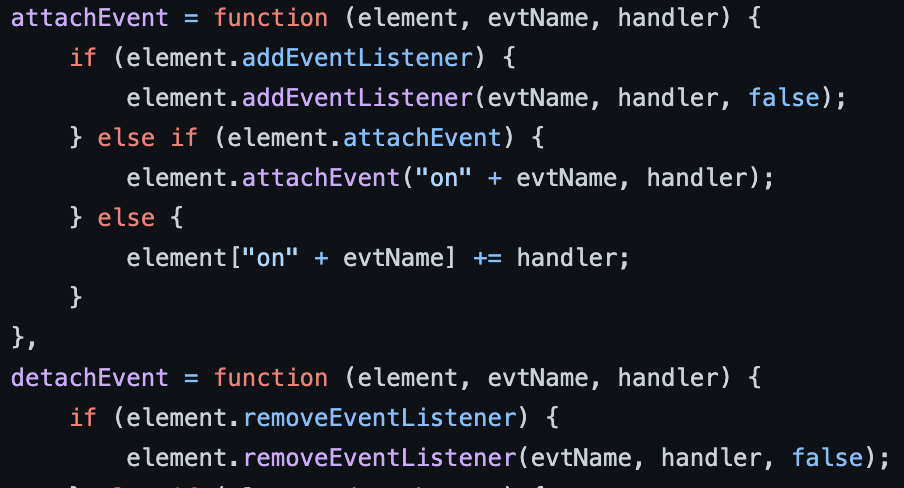 attachEvent = function (element, evtName, handler) {
    if (element.addEventListener) {
        element.addEventListener(evtName, handler, false);
    } else if (element.attachEvent) {
        element.attachEvent("on" + evtName, handler);
    } else {
        element["on" + evtName] += handler;
    }
},
detachEvent = function (element, evtName, handler) {
    if (element.removeEventListener) {
        element.removeEventListener(evtName, handler, false);